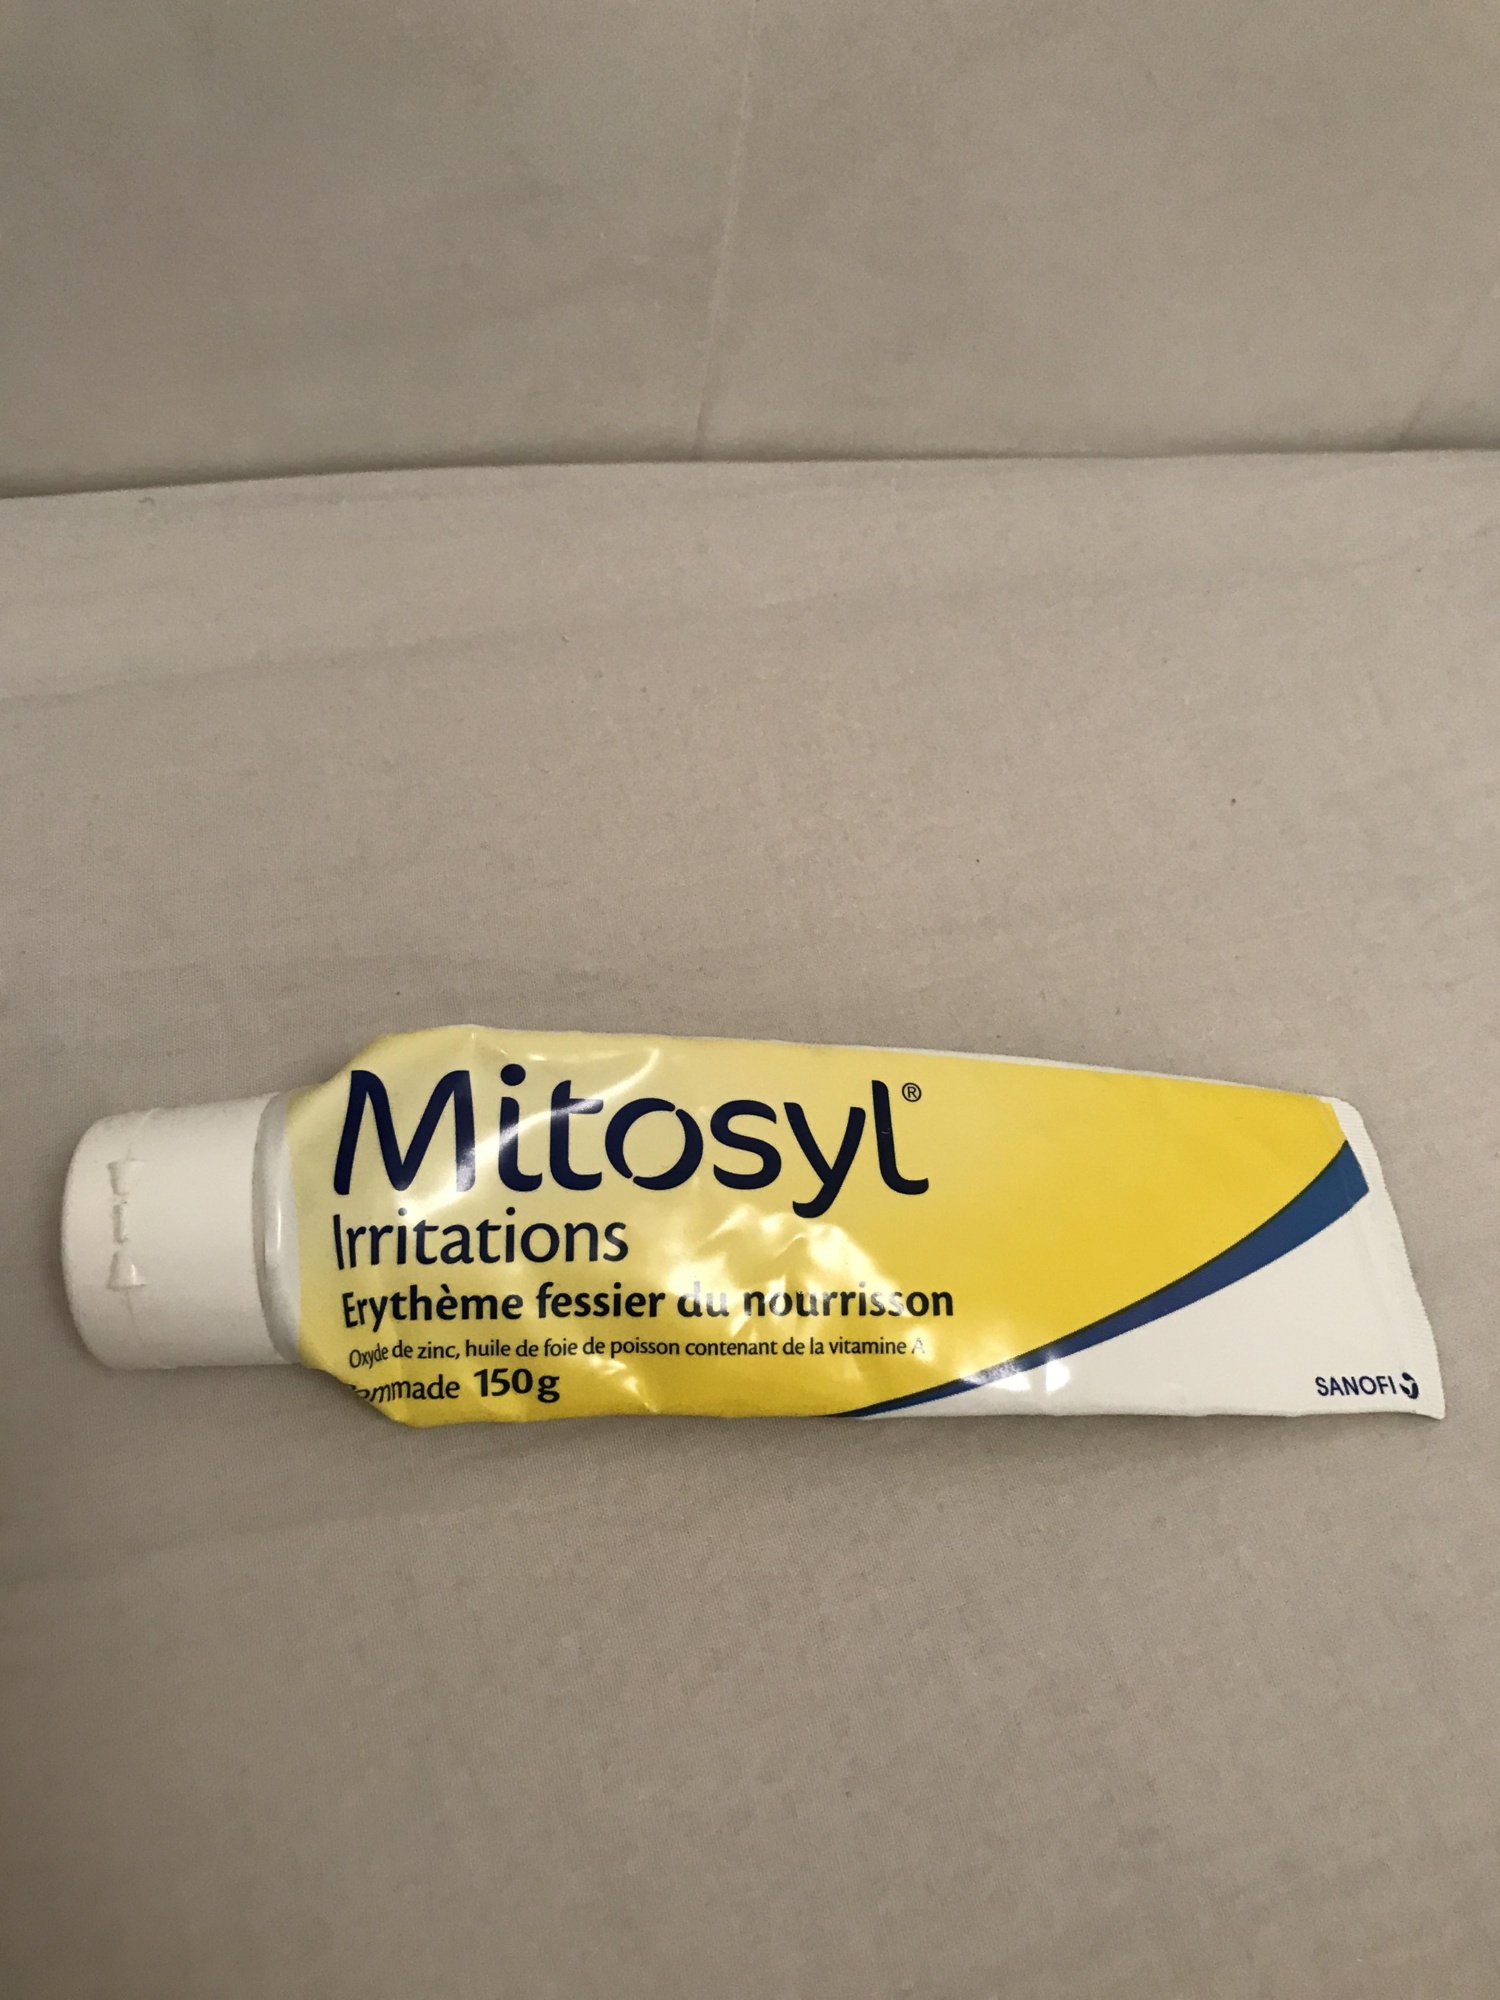 Mitosyl®
Irritations
Erythème fessier du nourrisson
Oxyde de zinc, huile de foie de poisson contenant de la vitamine A
Pommade 150g
SANOFI